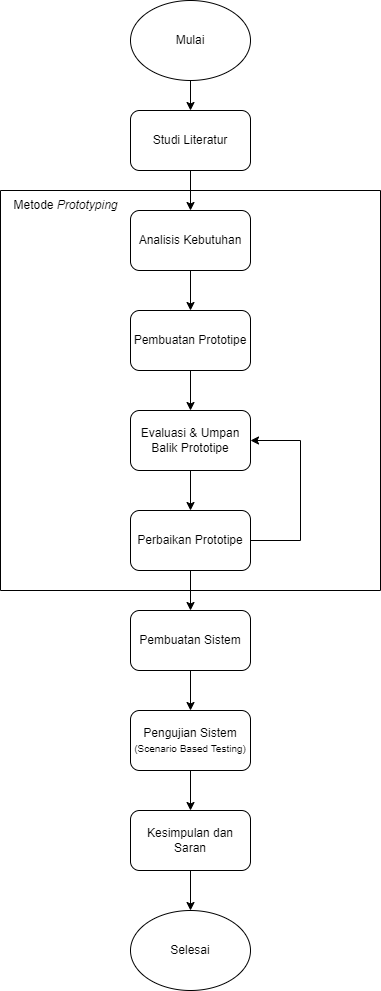 Mulai
Studi Literatur
Metode Prototyping
Analisis Kebutuhan
Pembuatan Prototipe
Evaluasi & Umpan
Balik Prototipe
Perbaikan Prototipe
Pembuatan Sistem
Pengujian Sistem
(Scenario Based Testing)
Kesimpulan dan
Saran
Selesai